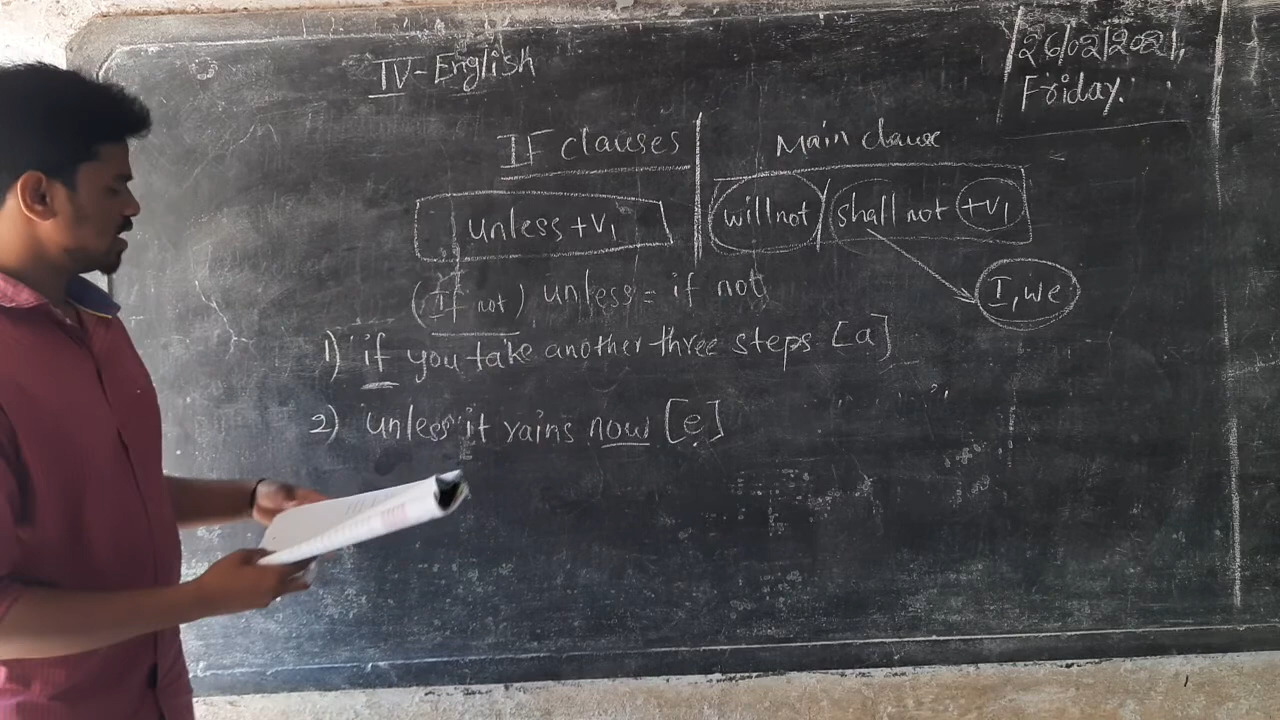 IV-English
26/02/2021,
Friday.
IF clauses
Main clause
unless + V1
will not / shall not + V1
(If not) unless = if not
I, we
1) if you take another three steps [a]
2) unless it rains now [e]